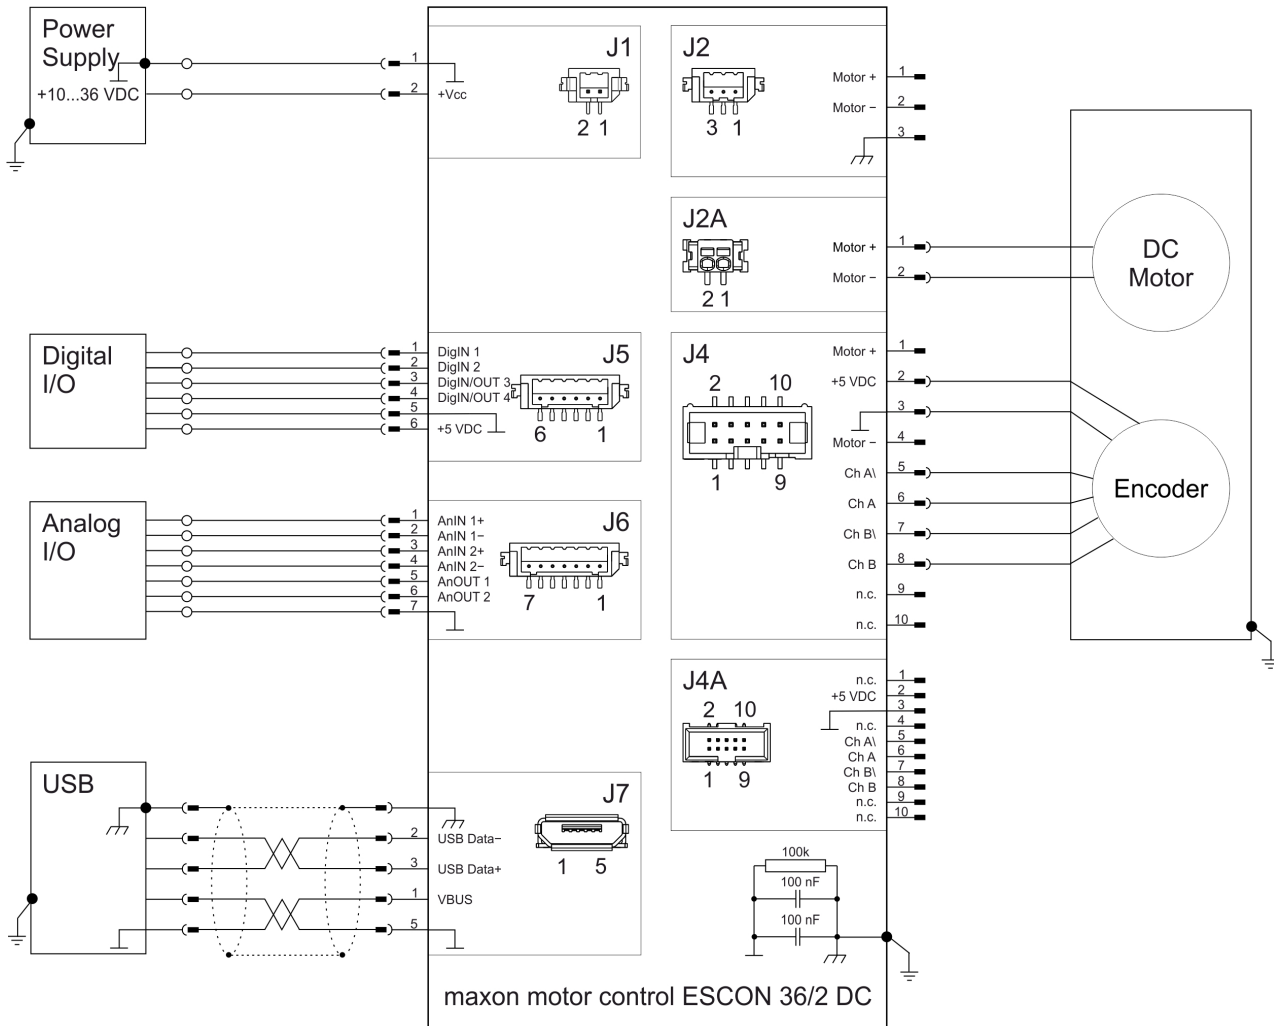 Power
Supply
+10...36 VDC
1
2
+Vcc
J1
2 1
J2
3 1
Motor +
1
Motor −
2
3
J2A
2 1
Motor +
1
Motor −
2
DC
Motor
Digital
I/O
1
DigIN 1
2
DigIN 2
3
DigIN/OUT 3
4
DigIN/OUT 4
5
6
+5 VDC
J5
6 1
J4
2 10
1 9
Motor +
1
+5 VDC
2
3
Motor −
4
Ch A\
5
Ch A
6
Ch B\
7
Ch B
8
n.c.
9
n.c.
10
Encoder
Analog
I/O
1
AnIN 1+
2
AnIN 1−
3
AnIN 2+
4
AnIN 2−
5
AnOUT 1
6
AnOUT 2
7
J6
7 1
J4A
2 10
1 9
n.c.
1
+5 VDC
2
3
n.c.
4
Ch A\
5
Ch A
6
Ch B\
7
Ch B
8
n.c.
9
n.c.
10
USB
2
USB Data−
3
USB Data+
1
VBUS
5
J7
1 5
100k
100 nF
100 nF
maxon motor control ESCON 36/2 DC